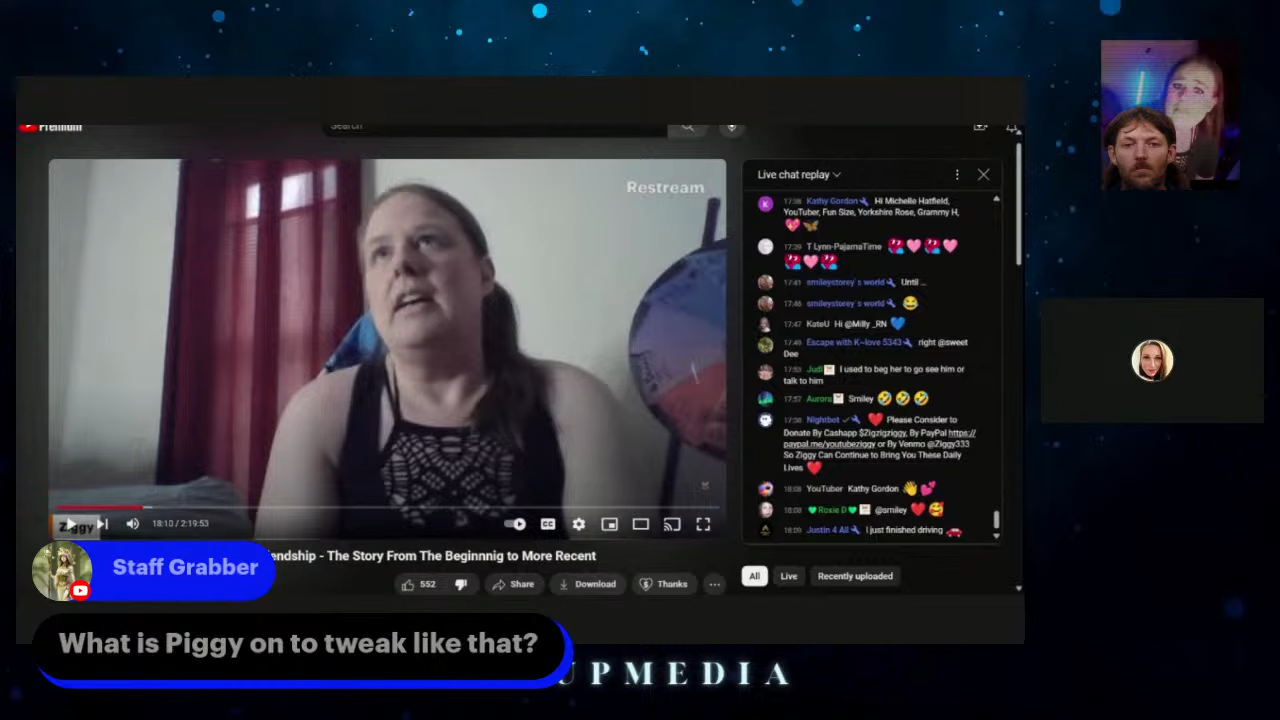 Premium
Search
Restream
Live chat replay
17:38 Kathy Gordon Hi Michelle Hatfield,
YouTuber, Fun Size, Yorkshire Rose, Grammy H,
17:39 T Lynn-PajamaTime
17:41 smileystorey's world Until ...
17:46 smileystorey's world
17:47 KateU Hi @Milly _RN
17:49 Escape with K~love 5343 right @sweet
Dee
17:53 Judi I used to beg her to go see him or
talk to him
17:57 Aurora Smiley
17:58 Nightbot Please Consider to
Donate By Cashapp $Zigzigziggy, By PayPal https://
paypal.me/youtubeziggy or By Venmo @Ziggy333
So Ziggy Can Continue to Bring You These Daily
Lives
18:08 YouTuber Kathy Gordon
18:08 Roxie D @smiley
18:09 Justin 4 All I just finished driving
Ziggy
18:10 / 2:19:53
CC
endship - The Story From The Beginnnig to More Recent
552
Share
Download
Thanks
All
Live
Recently uploaded
Staff Grabber
What is Piggy on to tweak like that?
UPMEDIA